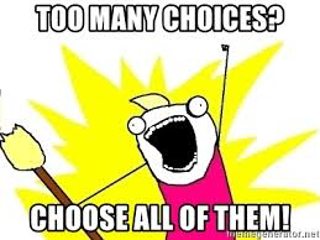 TOO MANY CHOICES?
CHOOSE ALL OF THEM!
memegenerator.net